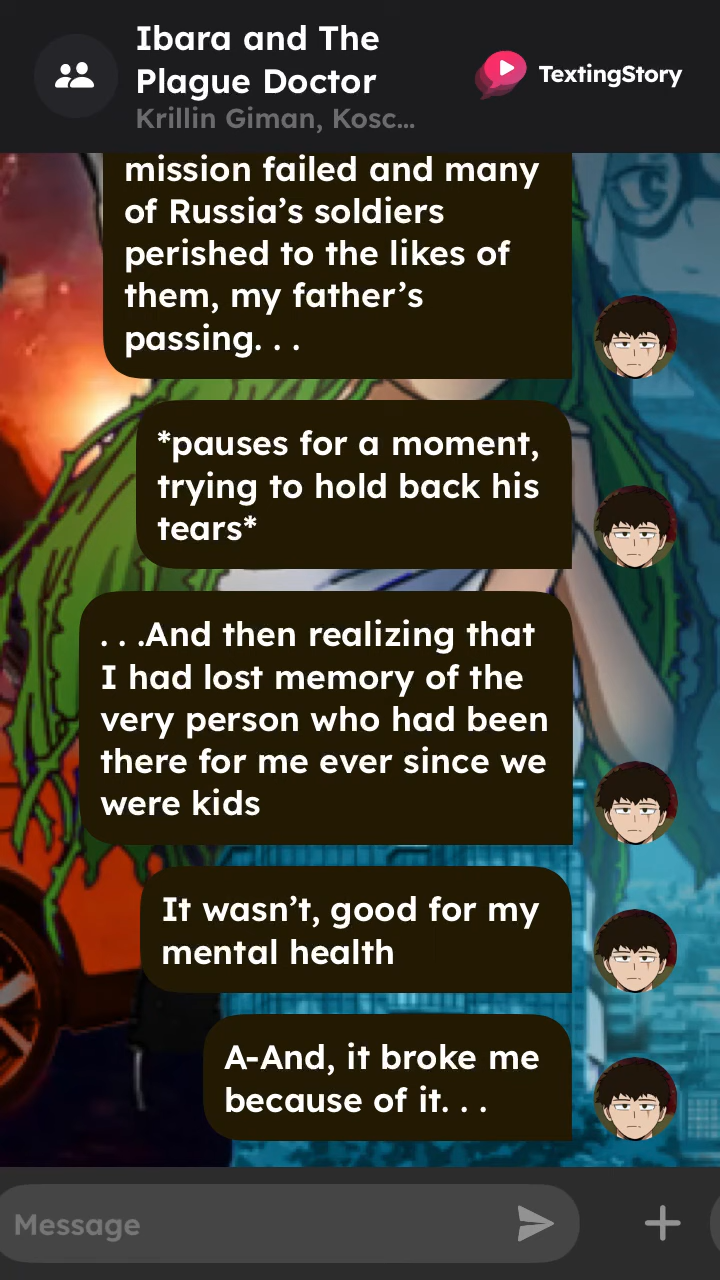 Ibara and The
Plague Doctor
Krillin Giman, Kosc...
TextingStory
mission failed and many
of Russia’s soldiers
perished to the likes of
them, my father’s
passing. . .
*pauses for a moment,
trying to hold back his
tears*
. . .And then realizing that
I had lost memory of the
very person who had been
there for me ever since we
were kids
It wasn’t, good for my
mental health
A-And, it broke me
because of it. . .
Message